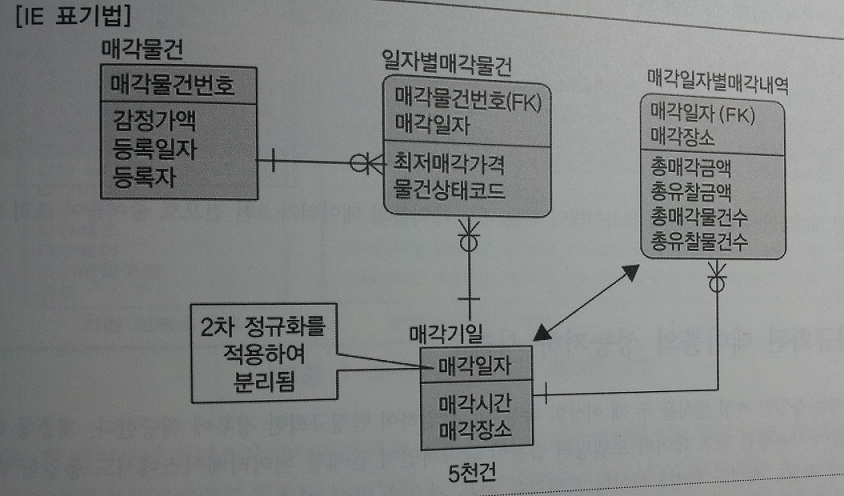 [IE 표기법]
매각물건
매각물건번호
감정가액
등록일자
등록자
일자별매각물건
매각물건번호(FK)
매각일자
최저매각가격
물건상태코드
매각일자별매각내역
매각일자 (FK)
매각장소
총매각금액
총유찰금액
총매각물건수
총유찰물건수
2차 정규화를
적용하여
분리됨
매각기일
매각일자
매각시간
매각장소
5천건